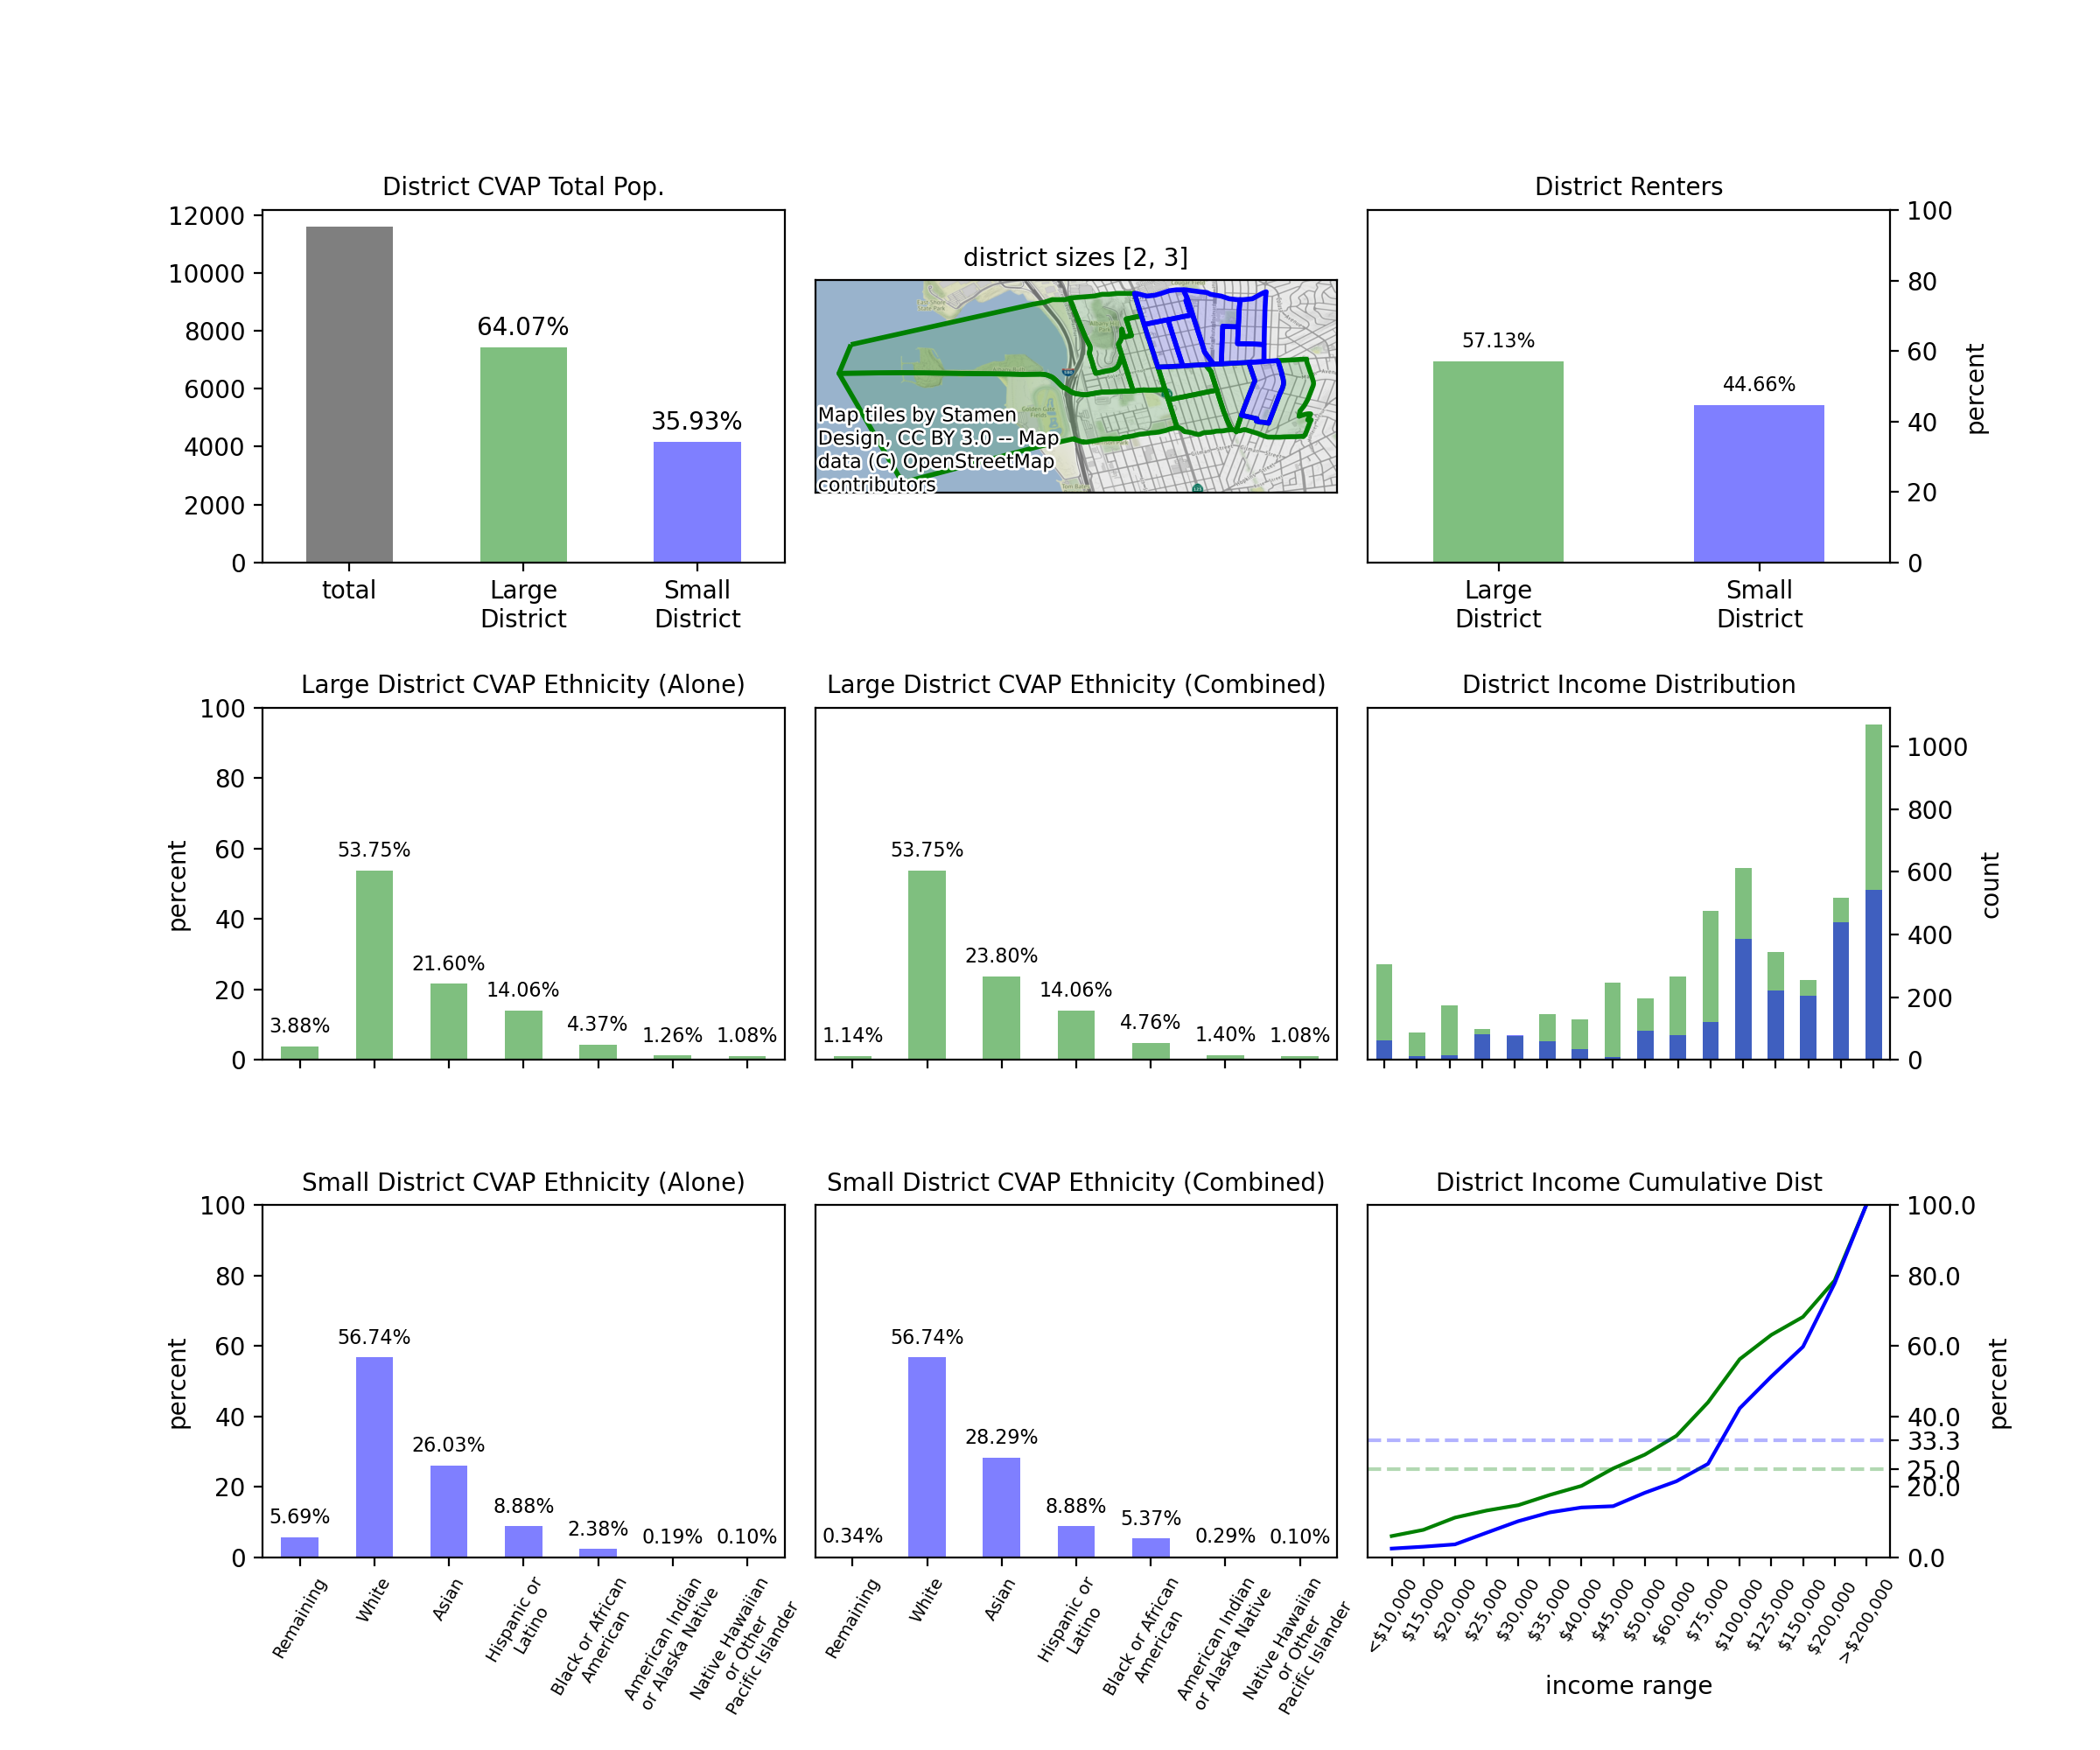 District CVAP Total Pop.
12000
10000
8000
6000
4000
2000
0
64.07%
35.93%
total
Large
District
Small
District
district sizes [2, 3]
Map tiles by Stamen
Design, CC BY 3.0 -- Map
data (C) OpenStreetMap
contributors
District Renters
57.13%
44.66%
100
80
60
40
20
0
percent
Large
District
Small
District
Large District CVAP Ethnicity (Alone)
percent
100
80
60
40
20
0
3.88%
53.75%
21.60%
14.06%
4.37%
1.26%
1.08%
Large District CVAP Ethnicity (Combined)
1.14%
53.75%
23.80%
14.06%
4.76%
1.40%
1.08%
District Income Distribution
1000
800
600
400
200
0
count
Small District CVAP Ethnicity (Alone)
percent
100
80
60
40
20
0
5.69%
56.74%
26.03%
8.88%
2.38%
0.19%
0.10%
Remaining
White
Asian
Hispanic or
Latino
Black or African
American
American Indian
or Alaska Native
Native Hawaiian
or Other
Pacific Islander
Small District CVAP Ethnicity (Combined)
0.34%
56.74%
28.29%
8.88%
5.37%
0.29%
0.10%
Remaining
White
Asian
Hispanic or
Latino
Black or African
American
American Indian
or Alaska Native
Native Hawaiian
or Other
Pacific Islander
District Income Cumulative Dist
100.0
80.0
60.0
40.0
33.3
25.0
20.0
0.0
percent
<$10,000
$15,000
$20,000
$25,000
$30,000
$35,000
$40,000
$45,000
$50,000
$60,000
$75,000
$100,000
$125,000
$150,000
$200,000
>$200,000
income range